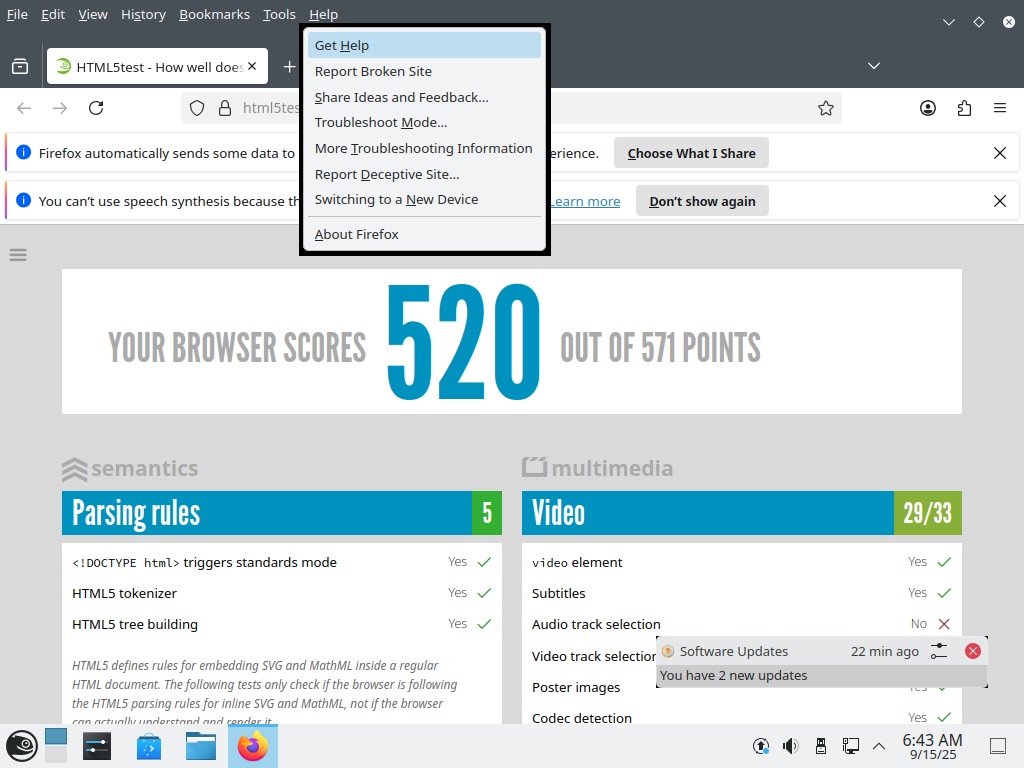 File Edit View History Bookmarks Tools Help
HTML5test - How well does
html5tes
Get Help
Report Broken Site
Share Ideas and Feedback...
Troubleshoot Mode...
More Troubleshooting Information
Report Deceptive Site...
Switching to a New Device
About Firefox
Firefox automatically sends some data to erience. Choose What I Share
You can't use speech synthesis because th Learn more Don't show again
YOUR BROWSER SCORES 520 OUT OF 571 POINTS
semantics
Parsing rules 5
<!DOCTYPE html> triggers standards mode Yes
HTML5 tokenizer Yes
HTML5 tree building Yes
HTML5 defines rules for embedding SVG and MathML inside a regular
HTML document. The following tests only check if the browser is following
the HTML5 parsing rules for inline SVG and MathML, not if the browser
can actually understand and render it.
multimedia
Video 29/33
video element Yes
Subtitles Yes
Audio track selection No
Video track selection
Poster images Yes
Codec detection Yes
Software Updates 22 min ago
You have 2 new updates
6:43 AM
9/15/25